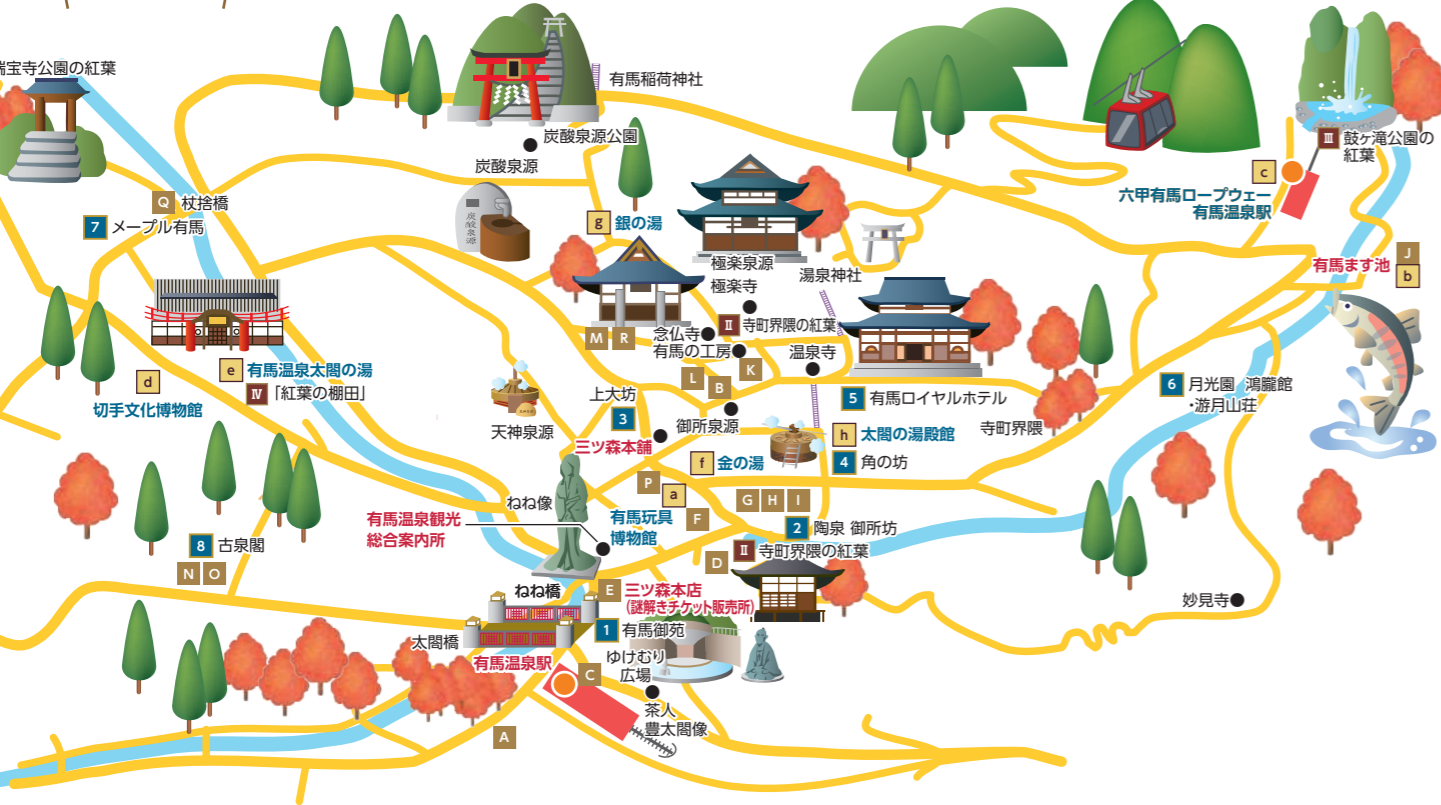 瑞宝寺公園の紅葉
有馬稲荷神社
炭酸泉源公園
炭酸泉源
炭酸泉源
Q 杖捨橋
7 メープル有馬
g 銀の湯
極楽泉源
極楽寺
湯泉神社
III 鼓ヶ滝公園の
紅葉
c
六甲有馬ロープウェー
有馬温泉駅
J
有馬ます池
b
M R
念仏寺
II 寺町界隈の紅葉
有馬の工房
K
L B
温泉寺
e 有馬温泉太閤の湯
IV 「紅葉の棚田」
d
切手文化博物館
天神泉源
上大坊
3
三ツ森本舗
御所泉源
5 有馬ロイヤルホテル
寺町界隈
6 月光園 鴻朧館
・游月山荘
h 太閤の湯殿館
f 金の湯
4 角の坊
P
a
F
G H I
ねね像
有馬温泉観光
総合案内所
有馬玩具
博物館
2 陶泉 御所坊
II 寺町界隈の紅葉
D
8 古泉閣
N O
ねね橋
E 三ツ森本店
(謎解きチケット販売所)
1 有馬御苑
太閤橋
有馬温泉駅
C
ゆけむり
広場
茶人
豊太閤像
A
妙見寺